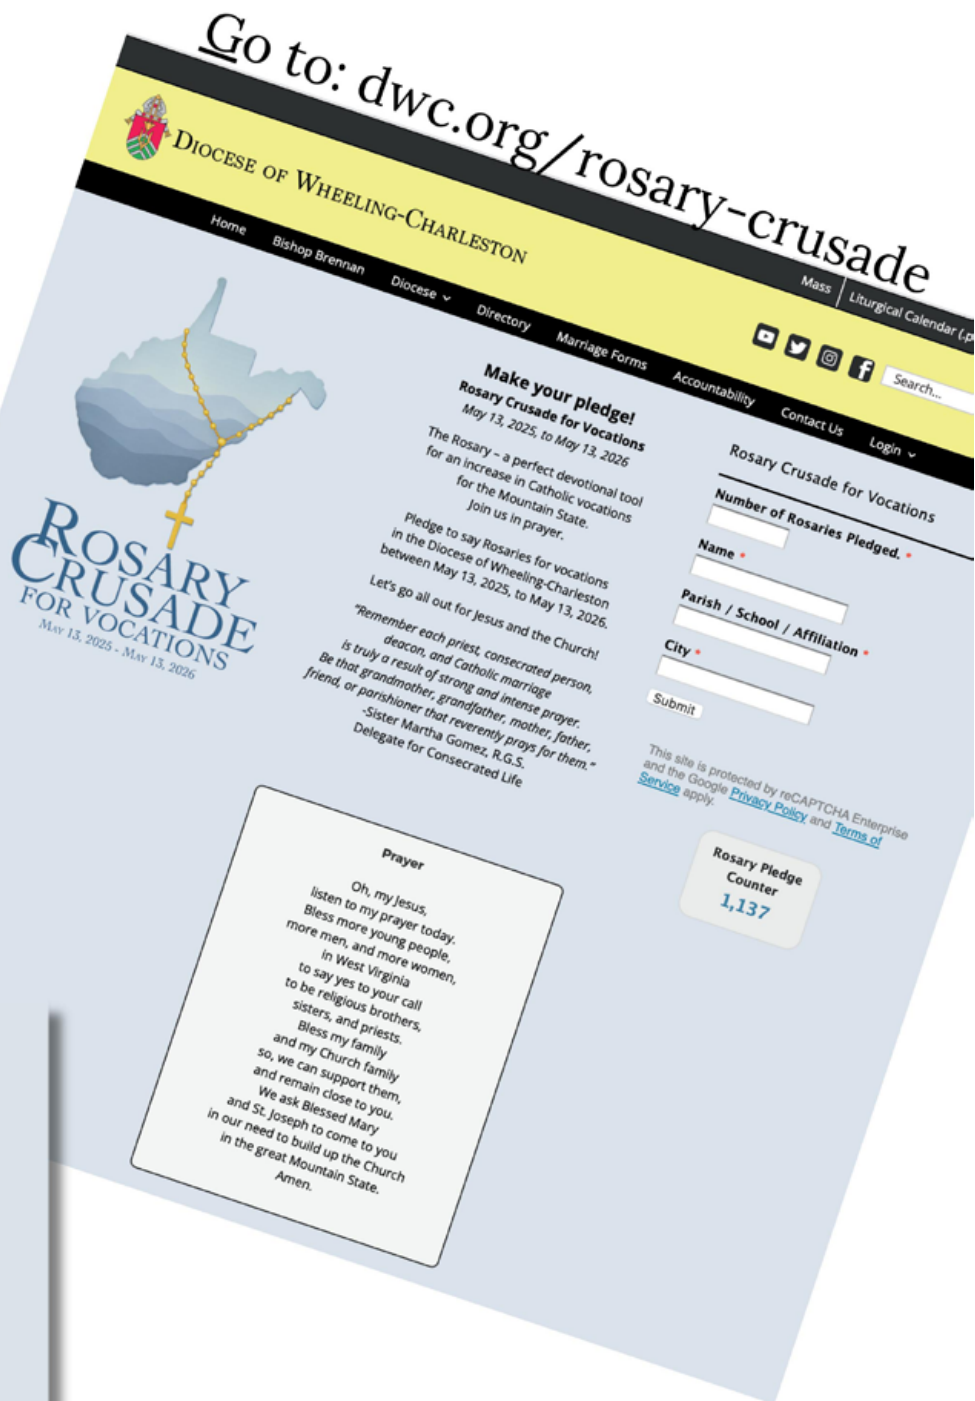 Go to: dwc.org/rosary-crusade
Mass
Liturgical Calendar (.p
DIOCESE OF WHEELING-CHARLESTON
Search...
Home
Bishop Brennan
Diocese
Directory
Marriage Forms
Accountability
Contact Us
Login
ROSARY
CRUSADE
FOR VOCATIONS
MAY 13, 2025 - MAY 13, 2026
Make your pledge!
Rosary Crusade for Vocations
May 13, 2025, to May 13, 2026
The Rosary – a perfect devotional tool
for an increase in Catholic vocations
for the Mountain State.
Join us in prayer.
Pledge to say Rosaries for vocations
in the Diocese of Wheeling-Charleston
between May 13, 2025, to May 13, 2026.
Let's go all out for Jesus and the Church!
"Remember each priest, consecrated person,
deacon, and Catholic marriage
is truly a result of strong and intense prayer.
Be that grandmother, grandfather, mother, father,
friend, or parishioner that reverently prays for them."
-Sister Martha Gomez, R.G.S.
Delegate for Consecrated Life
Rosary Crusade for Vocations
Number of Rosaries Pledged. *
Name *
Parish / School / Affiliation *
City *
Submit
This site is protected by reCAPTCHA Enterprise
and the Google Privacy Policy and Terms of
Service apply.
Rosary Pledge
Counter
1,137
Prayer
Oh, my Jesus,
listen to my prayer today.
Bless more young people,
more men, and more women,
in West Virginia
to say yes to your call
to be religious brothers,
sisters, and priests.
Bless my family
and my Church family
so, we can support them,
and remain close to you.
We ask Blessed Mary
and St. Joseph to come to you
in our need to build up the Church
in the great Mountain State.
Amen.